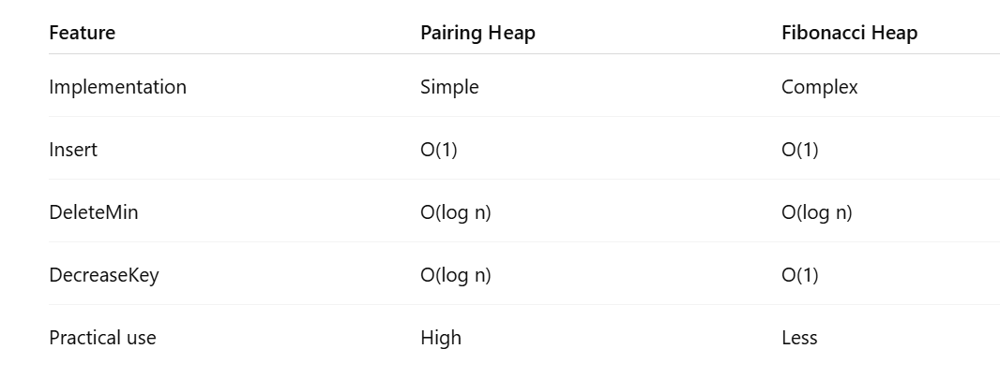 Feature Pairing Heap Fibonacci Heap
Implementation Simple Complex
Insert O(1) O(1)
DeleteMin O(log n) O(log n)
DecreaseKey O(log n) O(1)
Practical use High Less